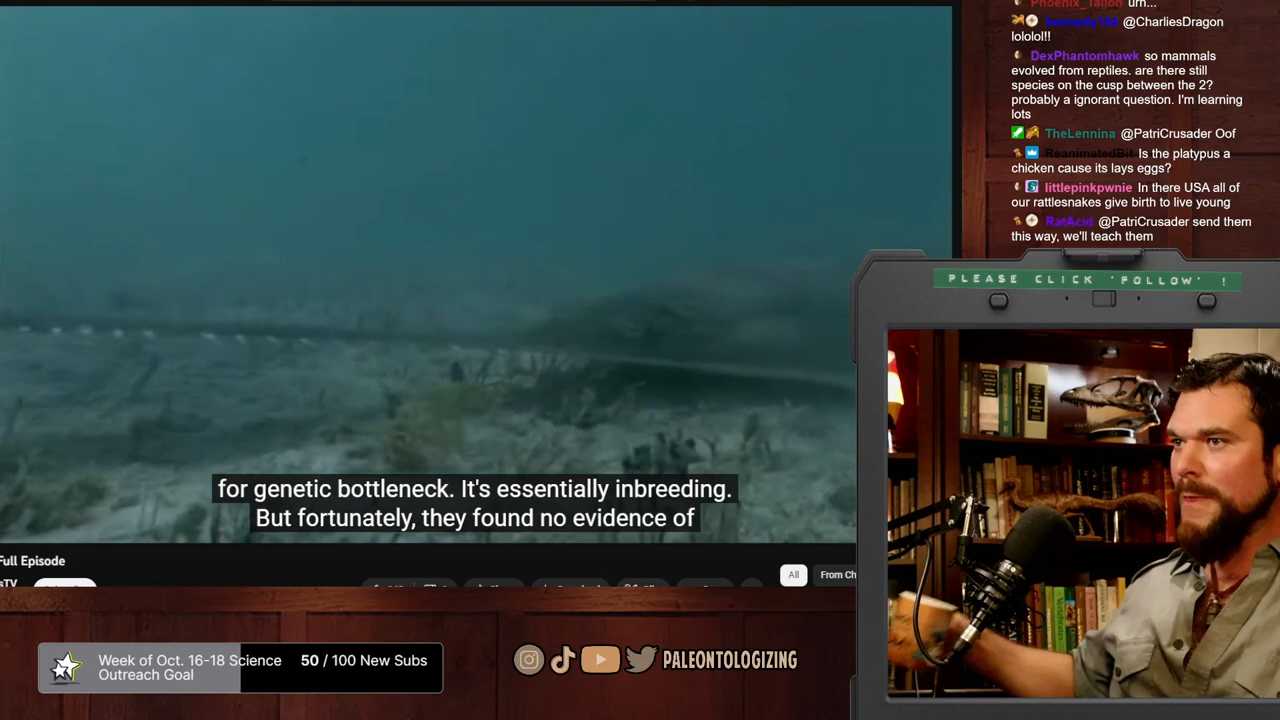 urn...
kennedy104 @CharliesDragon
lololol!!
DexPhantomhawk so mammals
evolved from reptiles. are there still
species on the cusp between the 2?
probably a ignorant question. I'm learning
lots
TheLennina @PatriCrusader Oof
ReanimatedBit Is the platypus a
chicken cause its lays eggs?
littlepinkpwnie In there USA all of
our rattlesnakes give birth to live young
RatAcid @PatriCrusader send them
this way, we'll teach them
PLEASE CLICK 'FOLLOW' !
for genetic bottleneck. It's essentially inbreeding.
But fortunately, they found no evidence of
Full Episode
sTV
All
From Ch
Week of Oct. 16-18 Science
Outreach Goal
50 / 100 New Subs
PALEONTOLOGIZING